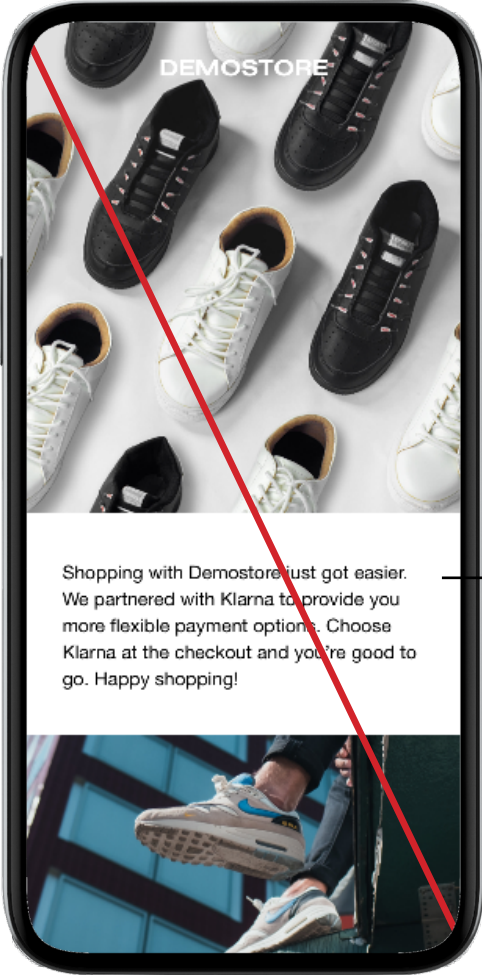 DEMOSTORE
Shopping with Demostore just got easier.
We partnered with Klarna to provide you
more flexible payment options. Choose
Klarna at the checkout and you're good to
go. Happy shopping!